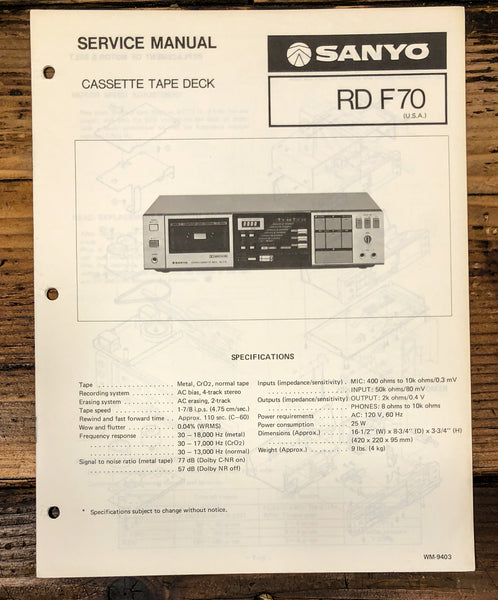 SERVICE MANUAL
CASSETTE TAPE DECK
SANYO
RD F70
(U.S.A.)
SANYO
SPECIFICATIONS
Tape . . . . . . . . . . . . . . . . . . . . Metal, CrO2, normal tape
Recording system . . . . . . . . . . AC bias, 4-track stereo
Erasing system . . . . . . . . . . . . AC erasing, 2-track
Tape speed . . . . . . . . . . . . . . . 1-7/8 i.p.s. (4.75 cm/sec.)
Rewind and fast forward time . . Approx. 110 sec. (C-60)
Wow and flutter . . . . . . . . . . . 0.04% (WRMS)
Frequency response . . . . . . . . . 30 – 18,000 Hz (metal)
30 – 17,000 Hz (CrO2)
30 – 13,000 Hz (normal)
Signal to noise ratio (metal tape) 77 dB (Dolby C-NR on)
57 dB (Dolby NR off)
Inputs (impedance/sensitivity) . MIC: 400 ohms to 10k ohms/0.3 mV
INPUT: 50k ohms/80 mV
Outputs (impedance/sensitivity) . OUTPUT: 2k ohms/0.4 V
PHONES: 8 ohms to 10k ohms
Power requirements . . . . . . . . AC: 120 V, 60 Hz
Power consumption . . . . . . . . 25 W
Dimensions (Approx.) . . . . . . . 16-1/2'' (W) x 8-3/4'' (D) x 3-3/4'' (H)
(420 x 220 x 95 mm)
Weight (Approx.) . . . . . . . . . . 9 lbs. (4 kg)
* Specifications subject to change without notice.
WM-9403